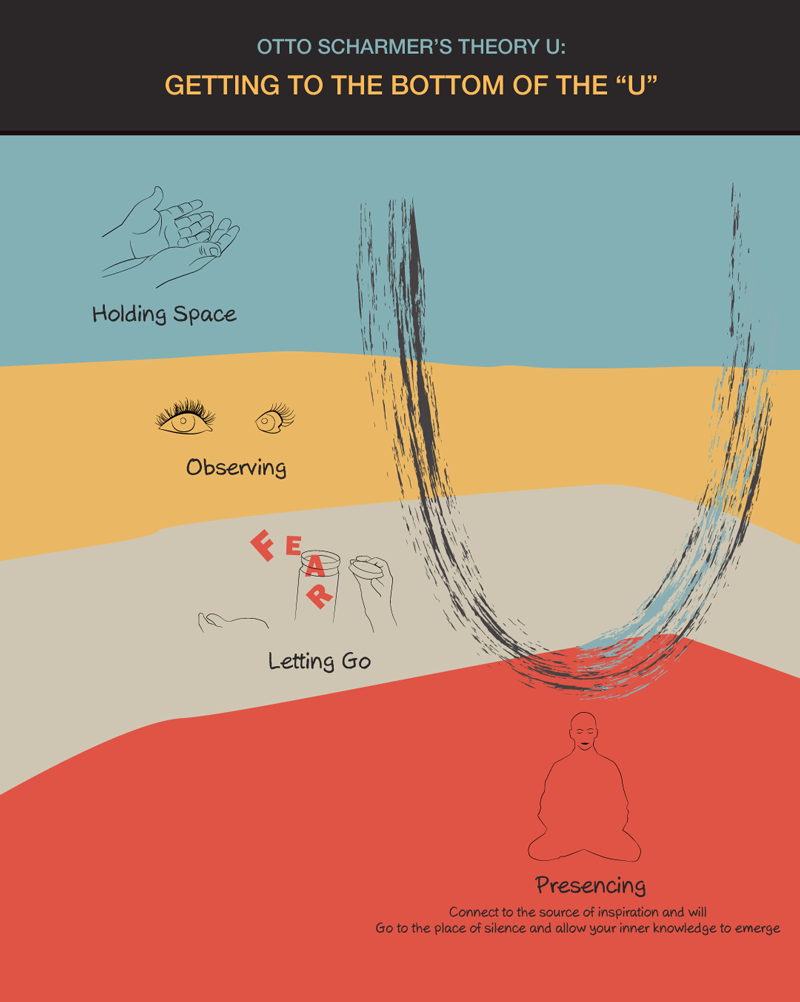 OTTO SCHARMER’S THEORY U:
GETTING TO THE BOTTOM OF THE “U”
Holding Space
Observing
F E A R
Letting Go
Presencing
Connect to the source of inspiration and will
Go to the place of silence and allow your inner knowledge to emerge